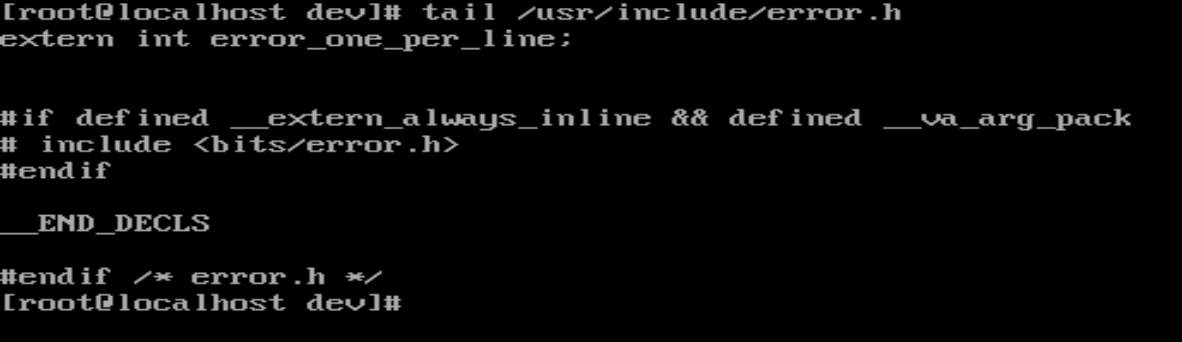 [root@localhost dev]# tail /usr/include/error.h
extern int error_one_per_line;
#if defined __extern_always_inline && defined __va_arg_pack
# include <bits/error.h>
#endif
__END_DECLS
#endif /* error.h */
[root@localhost dev]#